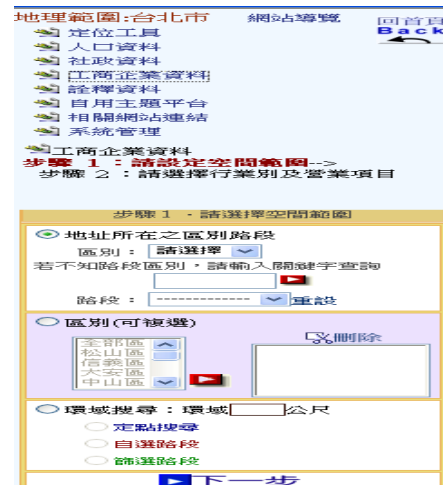 地理範圍:台北市 網站導覽 回首頁
Back
定位工具
人口資料
社政資料
工商企業資料
詮釋資料
自用主題平台
相關網站連結
系統管理
工商企業資料
步驟 1 ：請設定空間範圍-->
步驟 2 ：請選擇行業別及營業項目
步驟 1 ‧請選擇空間範圍
地址所在之區別路段
區別： 請選擇
若不知路段區別，請輸入關鍵字查詢
路段： ------------- 重設
區別(可複選)
刪除
全部區
松山區
信義區
大安區
中山區
環域搜尋：環域 公尺
定點搜尋
自選路段
篩選路段
下一步